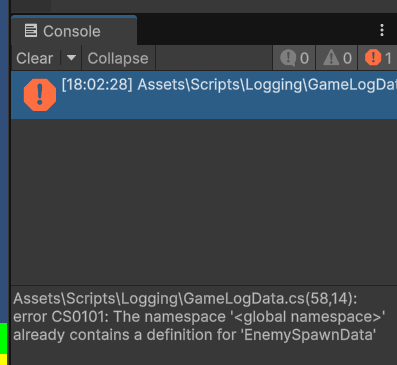 Console
Clear Collapse 0 0 1
[18:02:28] Assets\Scripts\Logging\GameLogDat
Assets\Scripts\Logging\GameLogData.cs(58,14):
error CS0101: The namespace '<global namespace>'
already contains a definition for 'EnemySpawnData'